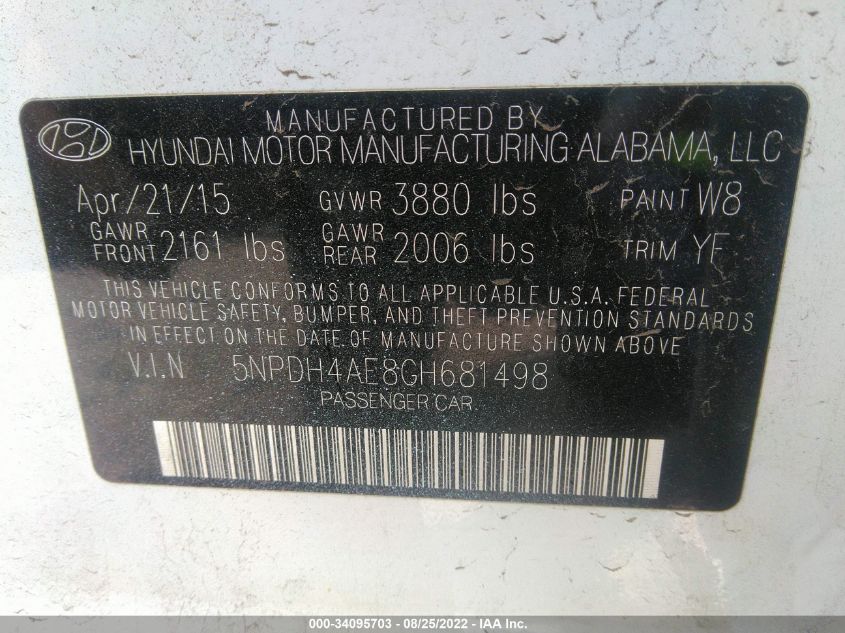 MANUFACTURED BY
HYUNDAI MOTOR MANUFACTURING ALABAMA, LLC
Apr/21/15 GVWR 3880 lbs PAINT W8
GAWR FRONT 2161 lbs GAWR REAR 2006 lbs TRIM YF
THIS VEHICLE CONFORMS TO ALL APPLICABLE U.S.A. FEDERAL
MOTOR VEHICLE SAFETY, BUMPER, AND THEFT PREVENTION STANDARDS
IN EFFECT ON THE DATE OF MANUFACTURE SHOWN ABOVE.
V.I.N 5NPDH4AE8GH681498
PASSENGER CAR
000-34095703 - 08/25/2022 - IAA Inc.